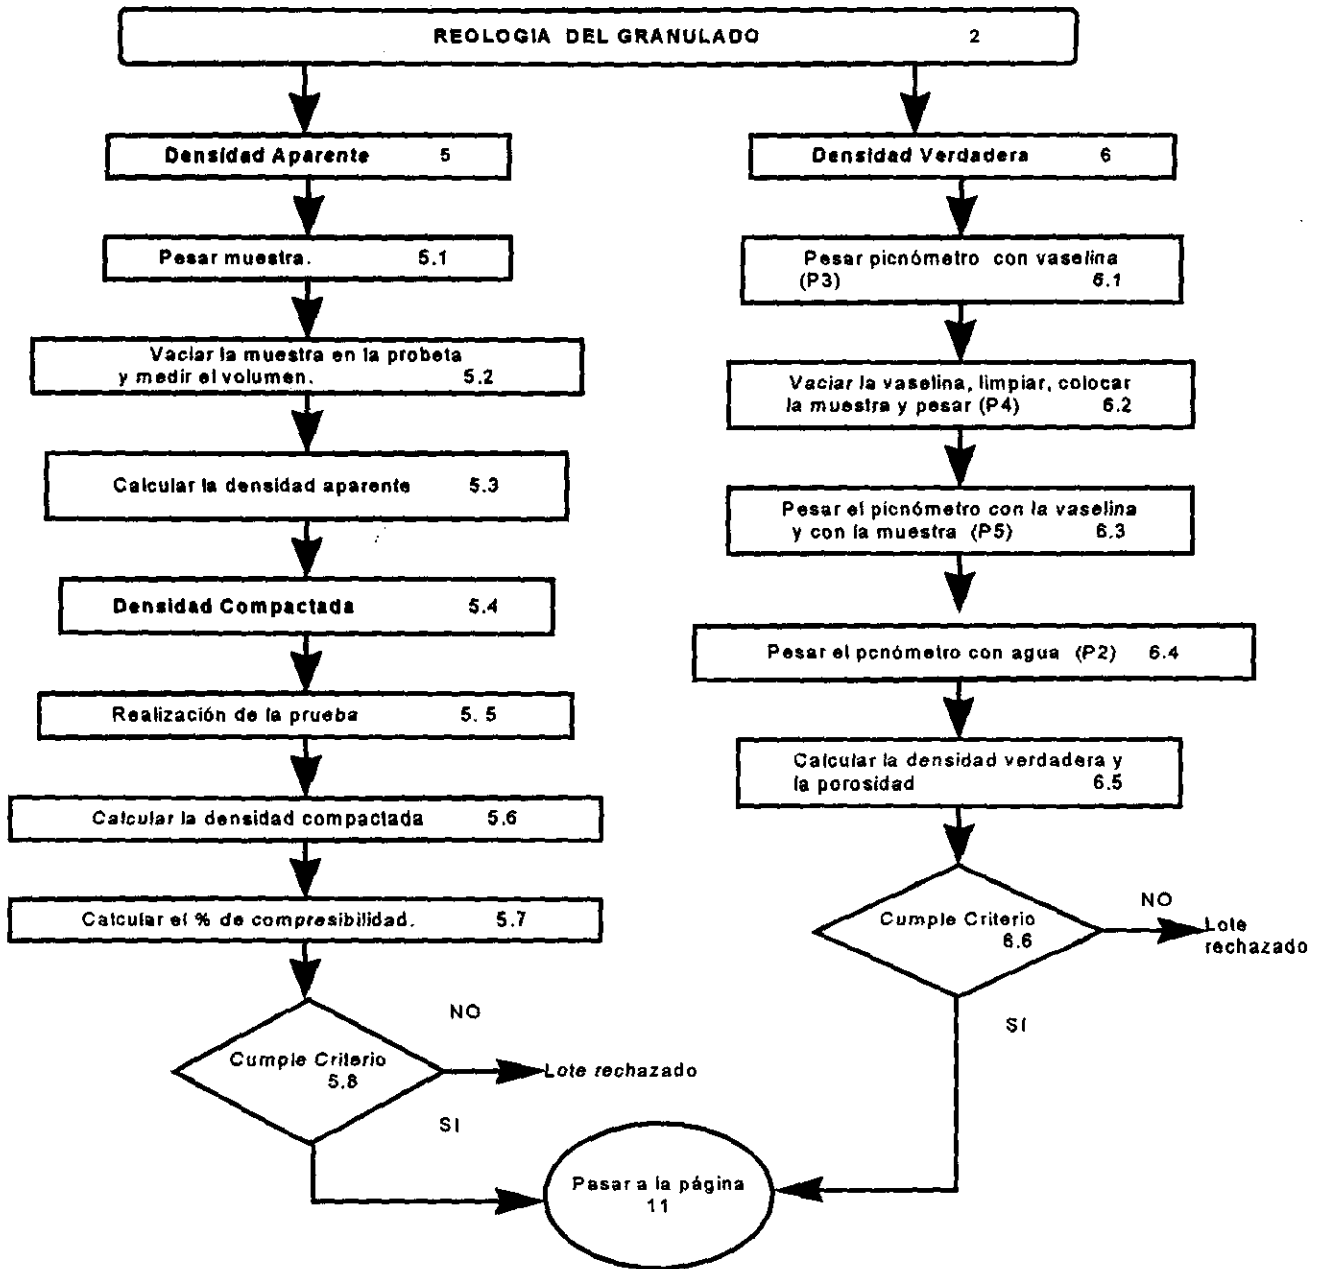 REOLOGIA DEL GRANULADO 2
Densidad Aparente 5
Pesar muestra. 5.1
Vaciar la muestra en la probeta
y medir el volumen. 5.2
Calcular la densidad aparente 5.3
Densidad Compactada 5.4
Realización de la prueba 5. 5
Calcular la densidad compactada 5.6
Calcular el % de compresibilidad. 5.7
Cumple Criterio
5.8
NO
Lote rechazado
SI
Densidad Verdadera 6
Pesar picnómetro con vaselina
(P3) 6.1
Vaciar la vaselina, limpiar, colocar
la muestra y pesar (P4) 6.2
Pesar el picnómetro con la vaselina
y con la muestra (P5) 6.3
Pesar el pcnómetro con agua (P2) 6.4
Calcular la densidad verdadera y
la porosidad 6.5
Cumple Criterio
6.6
NO
Lote
rechazado
SÍ
Pasar a la página
11